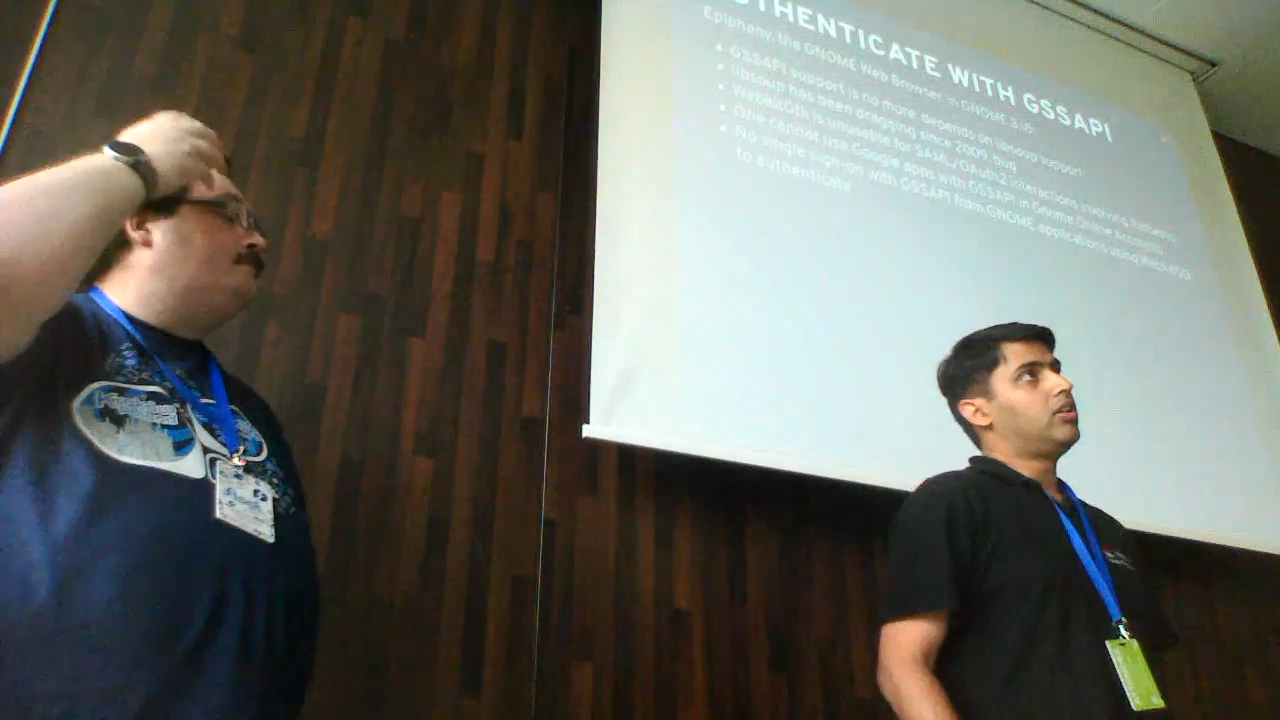 UTHENTICATE WITH GSSAPI
Epiphany, the GNOME Web Browser in GNOME 3.16:
GSSAPI support is no more, depends on libsoup support
libsoup has been dragging since 2009, bug
WebkitGtk is unusable for SAML/OAuth2 interactions involving
One cannot use Google apps with GSSAPI in Gnome Online Accounts
No single sign-on with GSSAPI from GNOME applications using
to authenticate